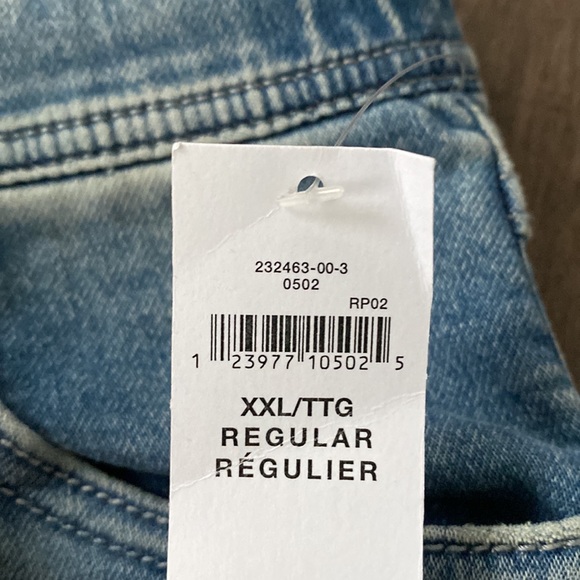 232463-00-3
0502
RP02
1 23977 10502 5
XXL/TTG
REGULAR
RÉGULIER